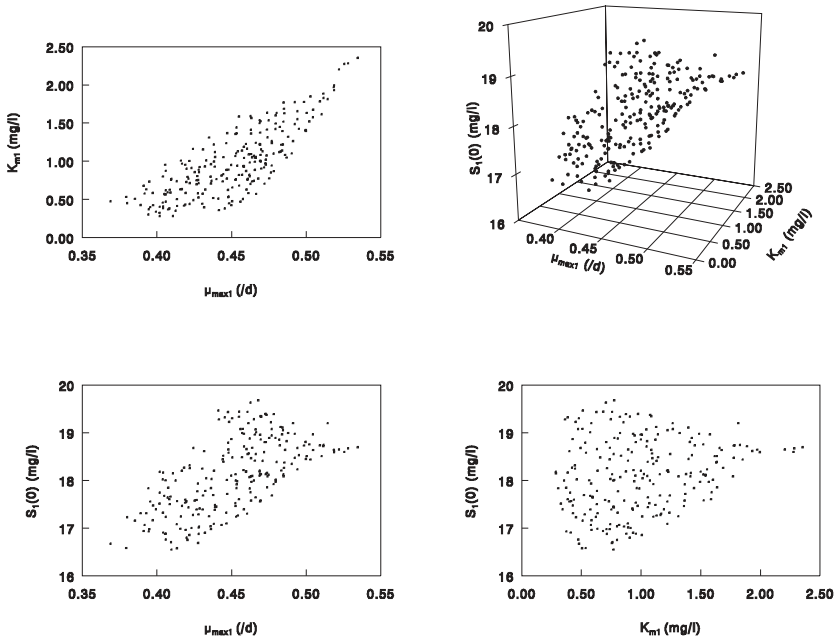 2.50
2.00
1.50
1.00
0.50
0.00
K_m1 (mg/l)
0.35 0.40 0.45 0.50 0.55
μ_max1 (/d)
20
19
18
17
16
S_1(0) (mg/l)
0.40 0.45 0.50 0.55
μ_max1 (/d)
2.50
2.00
1.50
1.00
0.50
0.00
K_m1 (mg/l)
20
19
18
17
16
S_1(0) (mg/l)
0.35 0.40 0.45 0.50 0.55
μ_max1 (/d)
20
19
18
17
16
S_1(0) (mg/l)
0.00 0.50 1.00 1.50 2.00 2.50
K_m1 (mg/l)